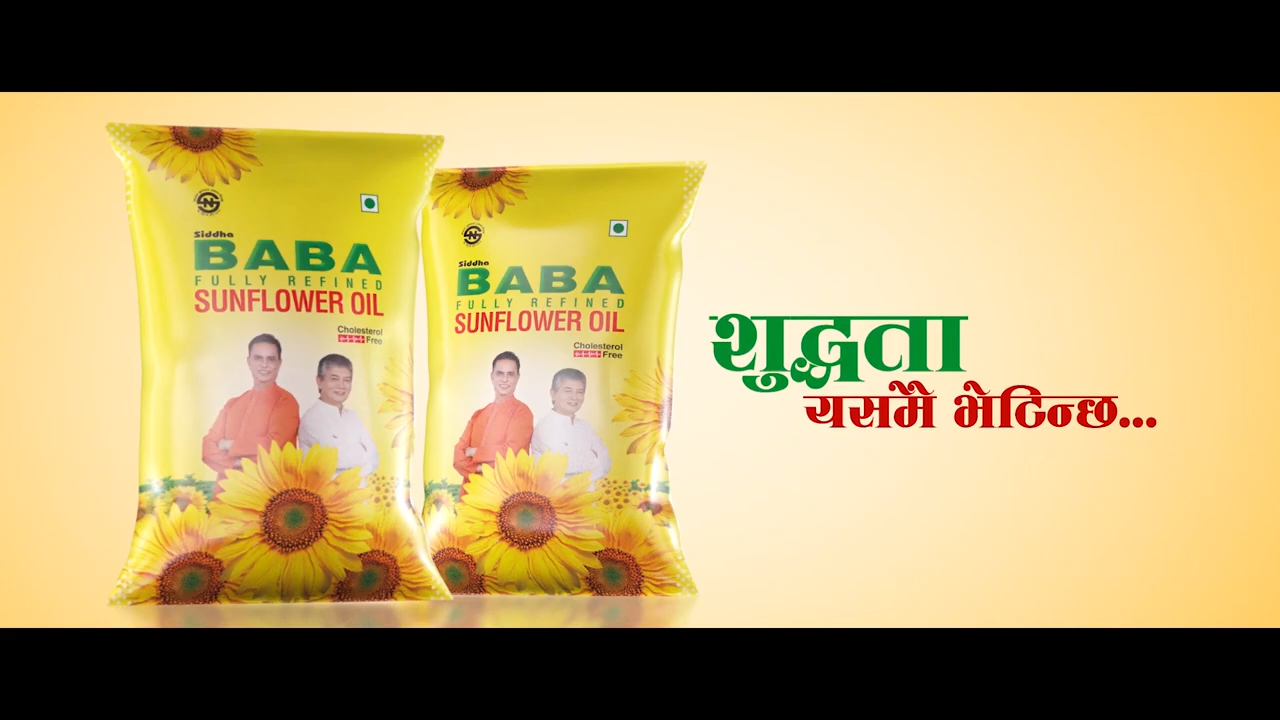 Siddha
BABA
FULLY REFINED
SUNFLOWER OIL
Cholesterol
Free
Siddha
BABA
FULLY REFINED
SUNFLOWER OIL
Cholesterol
Free
शुद्धता
यसमै भेटिन्छ...